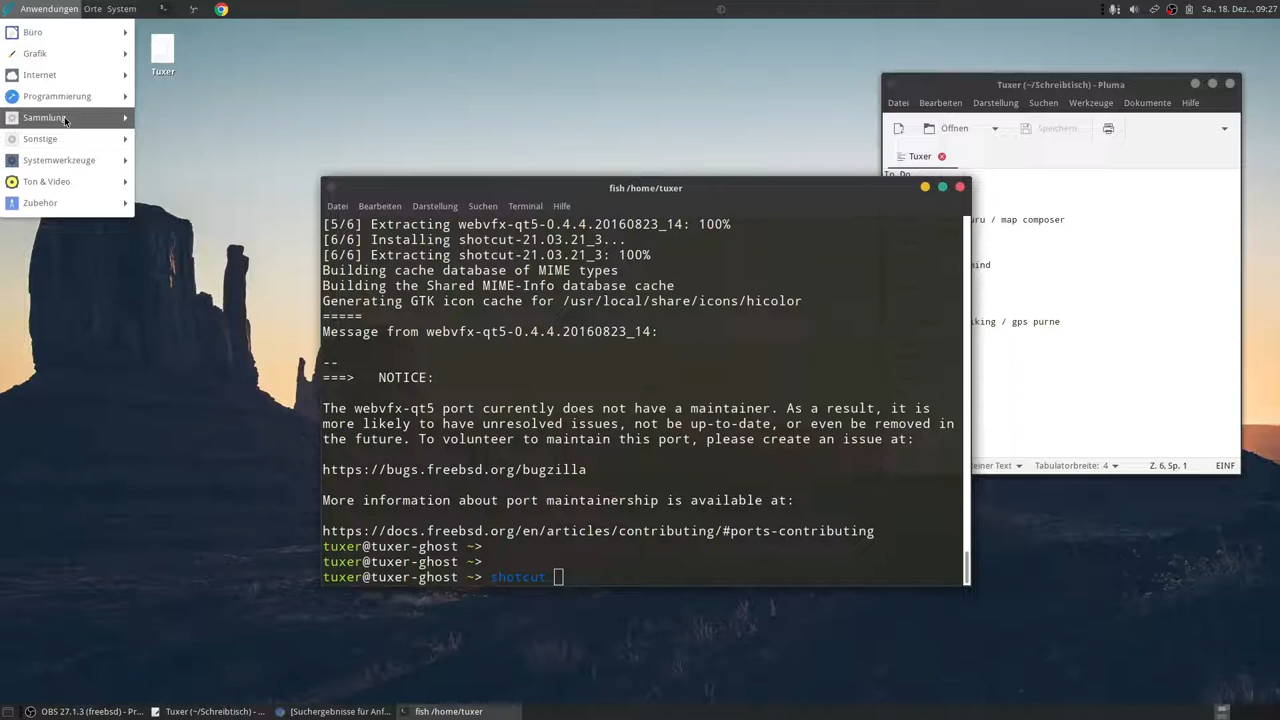 Anwendungen Orte System
Sa., 18. Dez.., 09:27
Büro
Grafik
Internet
Programmierung
Sammlung
Sonstige
Systemwerkzeuge
Ton & Video
Zubehör
Tuxer
Tuxer (~/Schreibtisch) - Pluma
Datei Bearbeiten Darstellung Suchen Werkzeuge Dokumente Hilfe
Öffnen Speichern
Tuxer
To Do
uru / map composer
mind
iking / gps purne
einer Text Tabulatorbreite: 4 Z. 6, Sp. 1 EINF
fish /home/tuxer
Datei Bearbeiten Darstellung Suchen Terminal Hilfe
[5/6] Extracting webvfx-qt5-0.4.4.20160823_14: 100%
[6/6] Installing shotcut-21.03.21_3...
[6/6] Extracting shotcut-21.03.21_3: 100%
Building cache database of MIME types
Building the Shared MIME-Info database cache
Generating GTK icon cache for /usr/local/share/icons/hicolor
=====
Message from webvfx-qt5-0.4.4.20160823_14:
--
===> NOTICE:
The webvfx-qt5 port currently does not have a maintainer. As a result, it is
more likely to have unresolved issues, not be up-to-date, or even be removed in
the future. To volunteer to maintain this port, please create an issue at:
https://bugs.freebsd.org/bugzilla
More information about port maintainership is available at:
https://docs.freebsd.org/en/articles/contributing/#ports-contributing
tuxer@tuxer-ghost ~>
tuxer@tuxer-ghost ~>
tuxer@tuxer-ghost ~> shotcut
OBS 27.1.3 (freebsd) - Pr... Tuxer (~/Schreibtisch) - ... [Suchergebnisse für Anf... fish /home/tuxer